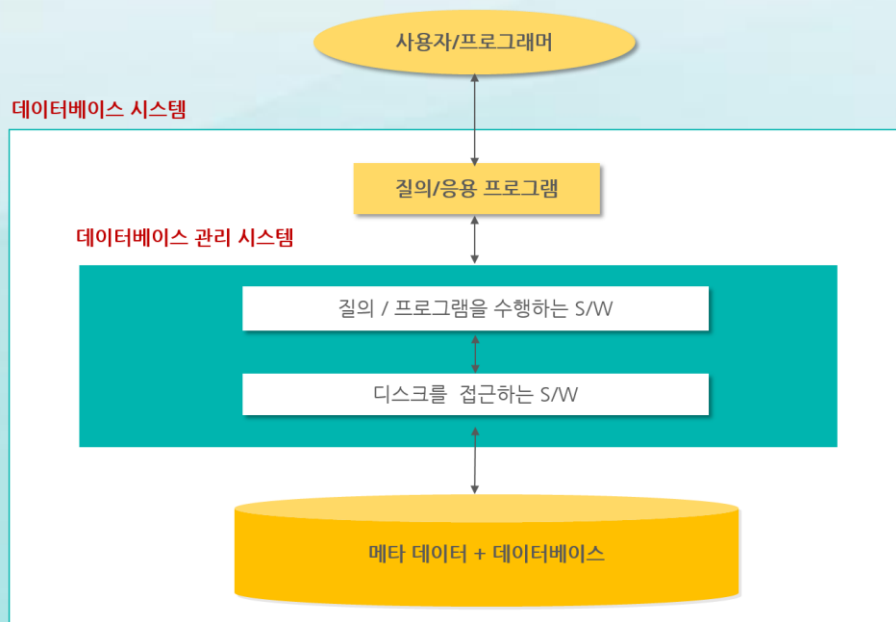 사용자/프로그래머
데이터베이스 시스템
질의/응용 프로그램
데이터베이스 관리 시스템
질의 / 프로그램을 수행하는 S/W
디스크를 접근하는 S/W
메타 데이터 + 데이터베이스